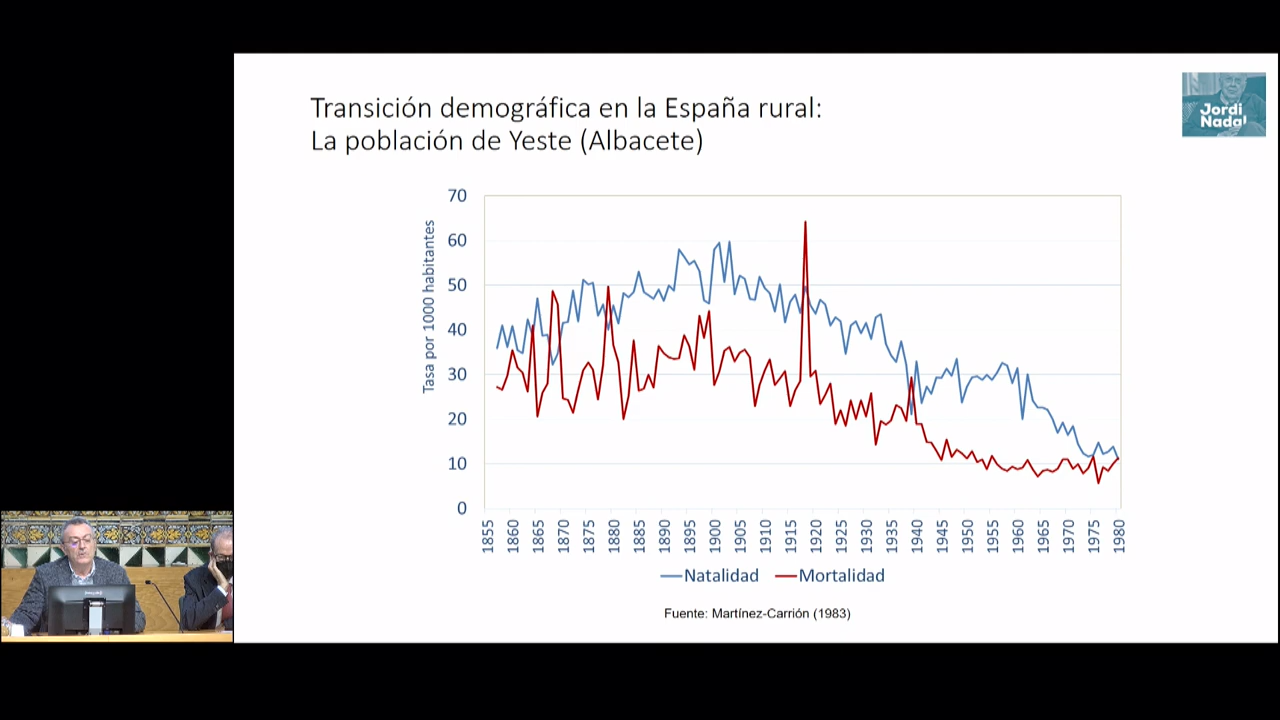 Transición demográfica en la España rural:
La población de Yeste (Albacete)
Jordi
Nadal
Tasa por 1000 habitantes
70
60
50
40
30
20
10
0
1855 1860 1865 1870 1875 1880 1885 1890 1895 1900 1905 1910 1915 1920 1925 1930 1935 1940 1945 1950 1955 1960 1965 1970 1975 1980
Natalidad Mortalidad
Fuente: Martínez-Carrión (1983)